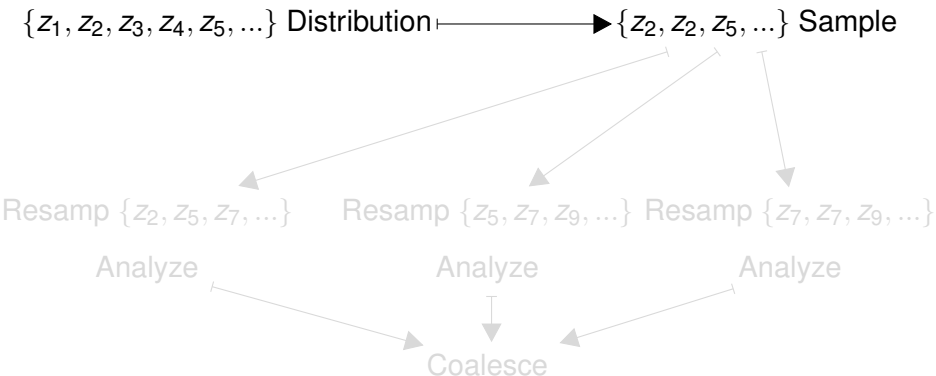 {z₁, z₂, z₃, z₄, z₅, ...} Distribution {z₂, z₂, z₅, ...} Sample
Resamp {z₂, z₅, z₇, ...} Resamp {z₅, z₇, z₉, ...} Resamp {z₇, z₇, z₉, ...}
Analyze Analyze Analyze
Coalesce